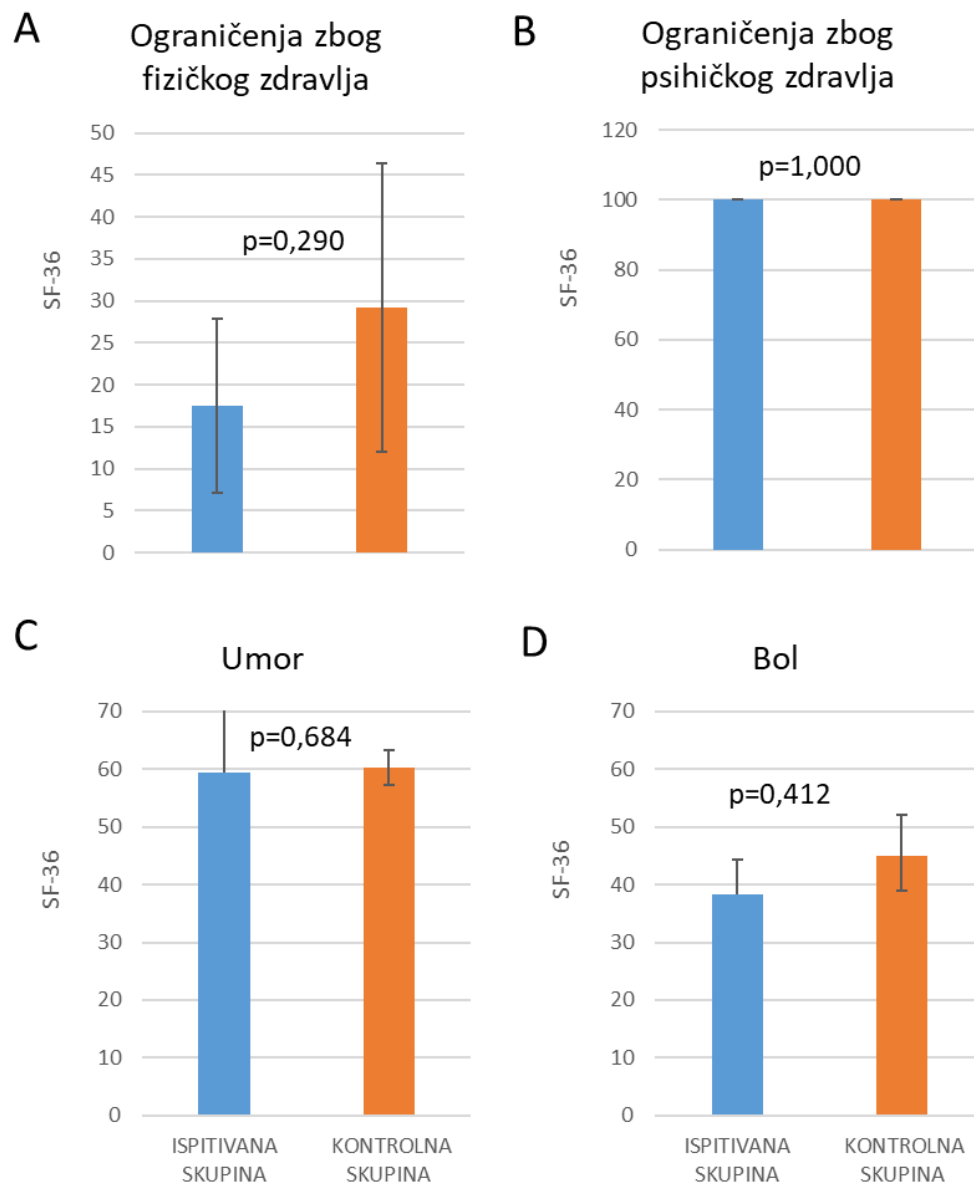 A
Ograničenja zbog
fizičkog zdravlja
50
45
40
35
30
25
20
15
10
5
0
SF-36
p=0,290
B
Ograničenja zbog
psihičkog zdravlja
120
100
80
60
40
20
0
SF-36
p=1,000
C
Umor
70
60
50
40
30
20
10
0
SF-36
p=0,684
ISPITIVANA
SKUPINA
KONTROLNA
SKUPINA
D
Bol
70
60
50
40
30
20
10
0
SF-36
p=0,412
ISPITIVANA
SKUPINA
KONTROLNA
SKUPINA